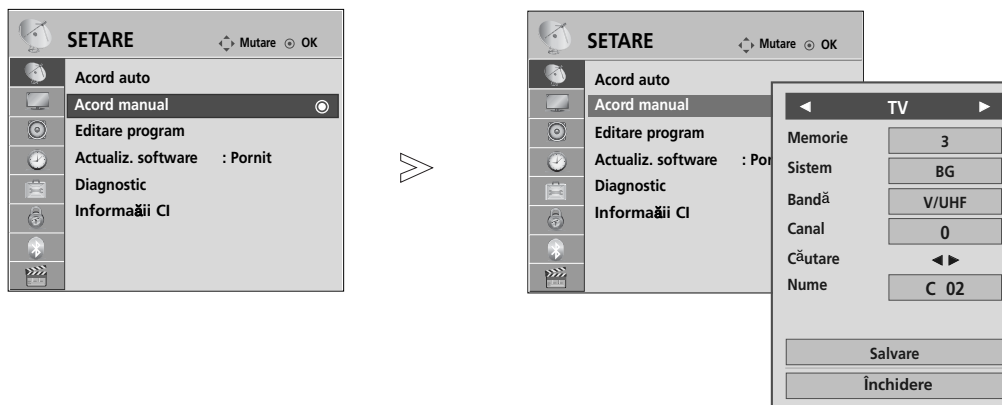 SETARE
Mutare OK
Acord auto
Acord manual
Editare program
Actualiz. software : Pornit
Diagnostic
Informaăii CI
SETARE
Mutare OK
Acord auto
Acord manual
Editare program
Actualiz. software : Por
Diagnostic
Informaăii CI
◄ TV ►
Memorie 3
Sistem BG
Bandă V/UHF
Canal 0
Căutare ◄ ►
Nume C 02
Salvare
Închidere